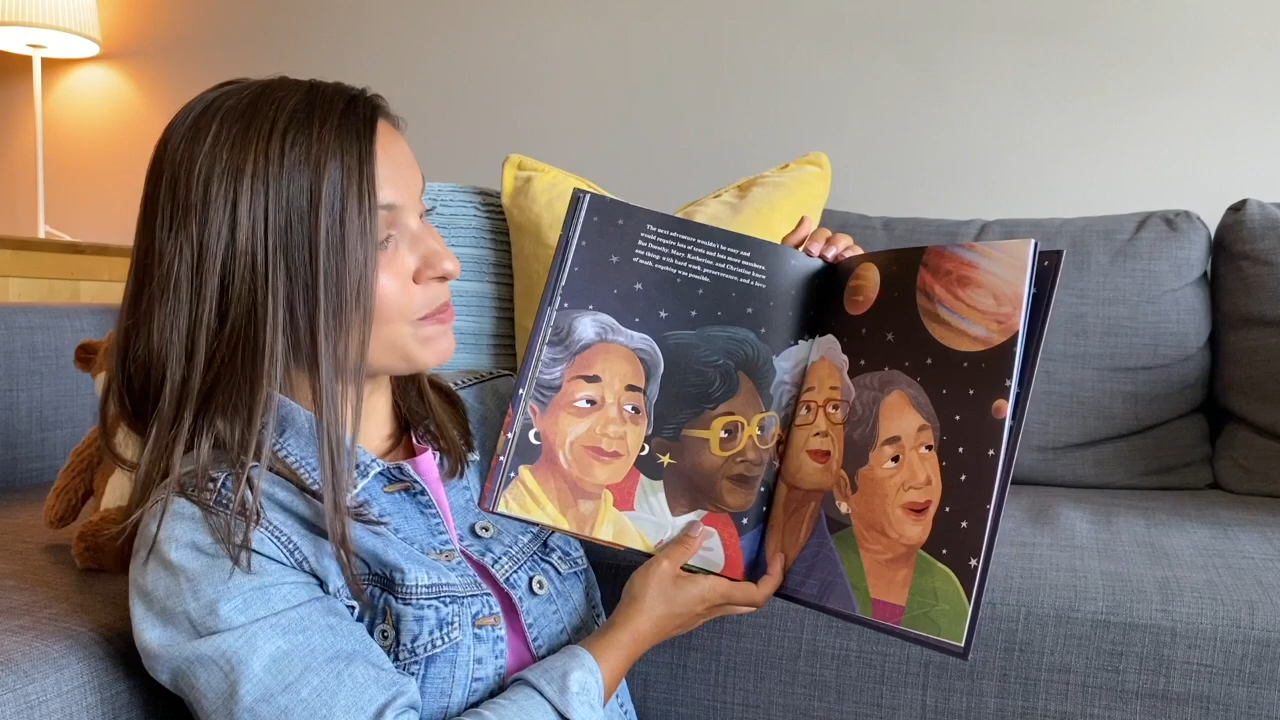 The next adventure wouldn't be easy and
would require lots of tests and lots more numbers.
But Dorothy, Mary, Katherine, and Christine knew
one thing: with hard work, perseverance, and a love
of math, anything was possible.